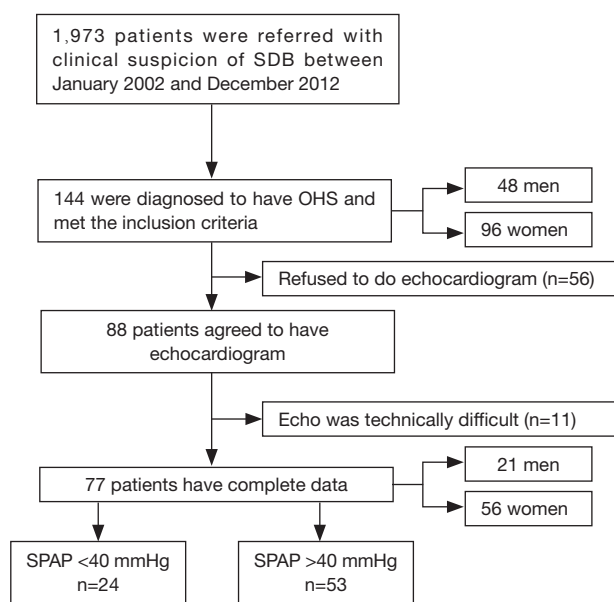 1,973 patients were referred with
clinical suspicion of SDB between
January 2002 and December 2012
144 were diagnosed to have OHS and
met the inclusion criteria
48 men
96 women
Refused to do echocardiogram (n=56)
88 patients agreed to have
echocardiogram
Echo was technically difficult (n=11)
77 patients have complete data
21 men
56 women
SPAP <40 mmHg
n=24
SPAP >40 mmHg
n=53